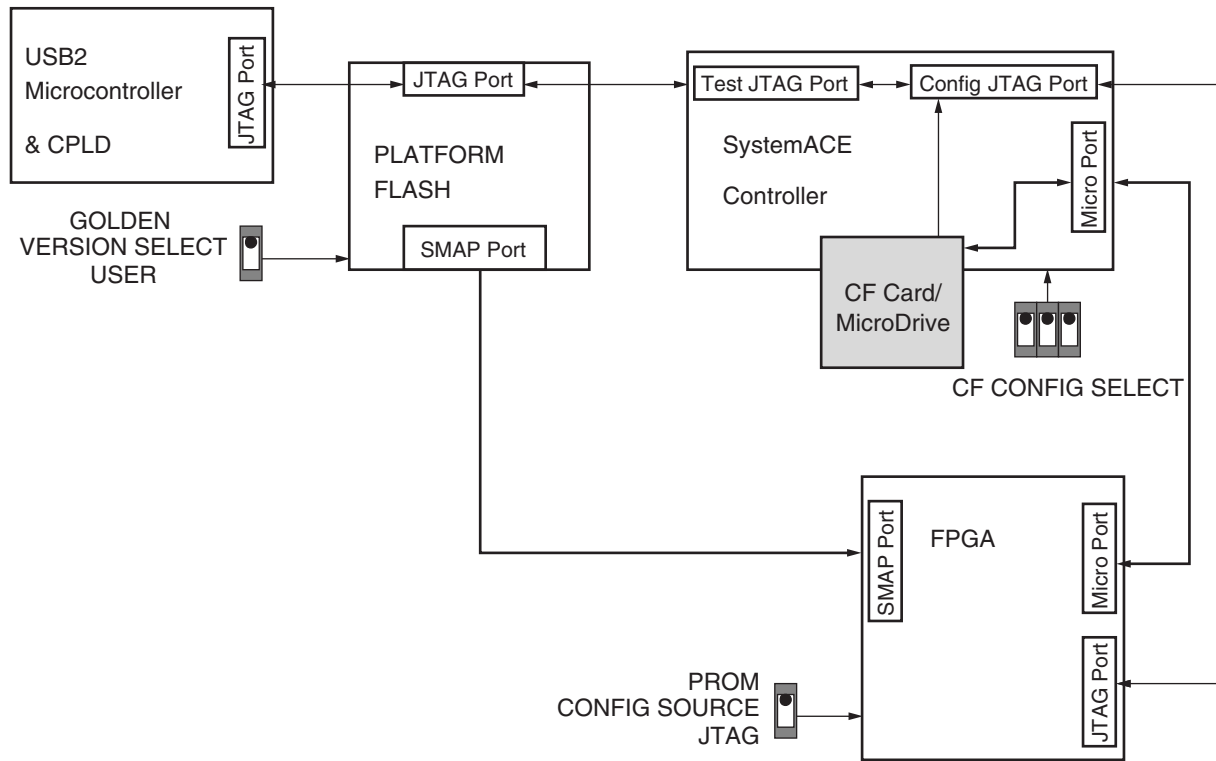 USB2
Microcontroller
& CPLD
JTAG Port
JTAG Port
PLATFORM
FLASH
SMAP Port
GOLDEN
VERSION SELECT
USER
Test JTAG Port
Config JTAG Port
SystemACE
Controller
Micro Port
CF Card/
MicroDrive
CF CONFIG SELECT
SMAP Port
FPGA
Micro Port
JTAG Port
PROM
CONFIG SOURCE
JTAG